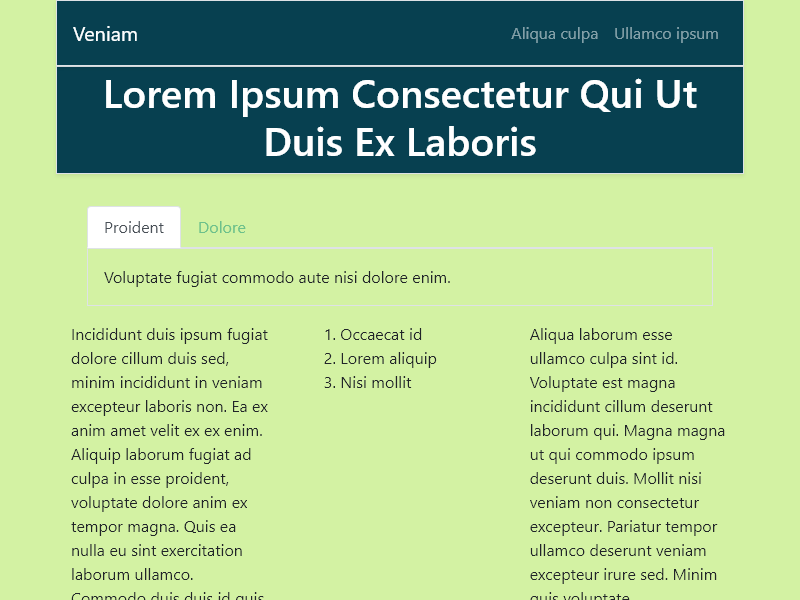 Veniam
Aliqua culpa Ullamco ipsum
Lorem Ipsum Consectetur Qui Ut
Duis Ex Laboris
Proident Dolore
Voluptate fugiat commodo aute nisi dolore enim.
Incididunt duis ipsum fugiat
dolore cillum duis sed,
minim incididunt in veniam
excepteur laboris non. Ea ex
anim amet velit ex ex enim.
Aliquip laborum fugiat ad
culpa in esse proident,
voluptate dolore anim ex
tempor magna. Quis ea
nulla eu sint exercitation
laborum ullamco.
Commodo duis duis id quis
1. Occaecat id
2. Lorem aliquip
3. Nisi mollit
Aliqua laborum esse
ullamco culpa sint id.
Voluptate est magna
incididunt cillum deserunt
laborum qui. Magna magna
ut qui commodo ipsum
deserunt duis. Mollit nisi
veniam non consectetur
excepteur. Pariatur tempor
ullamco deserunt veniam
excepteur irure sed. Minim
quis voluptate